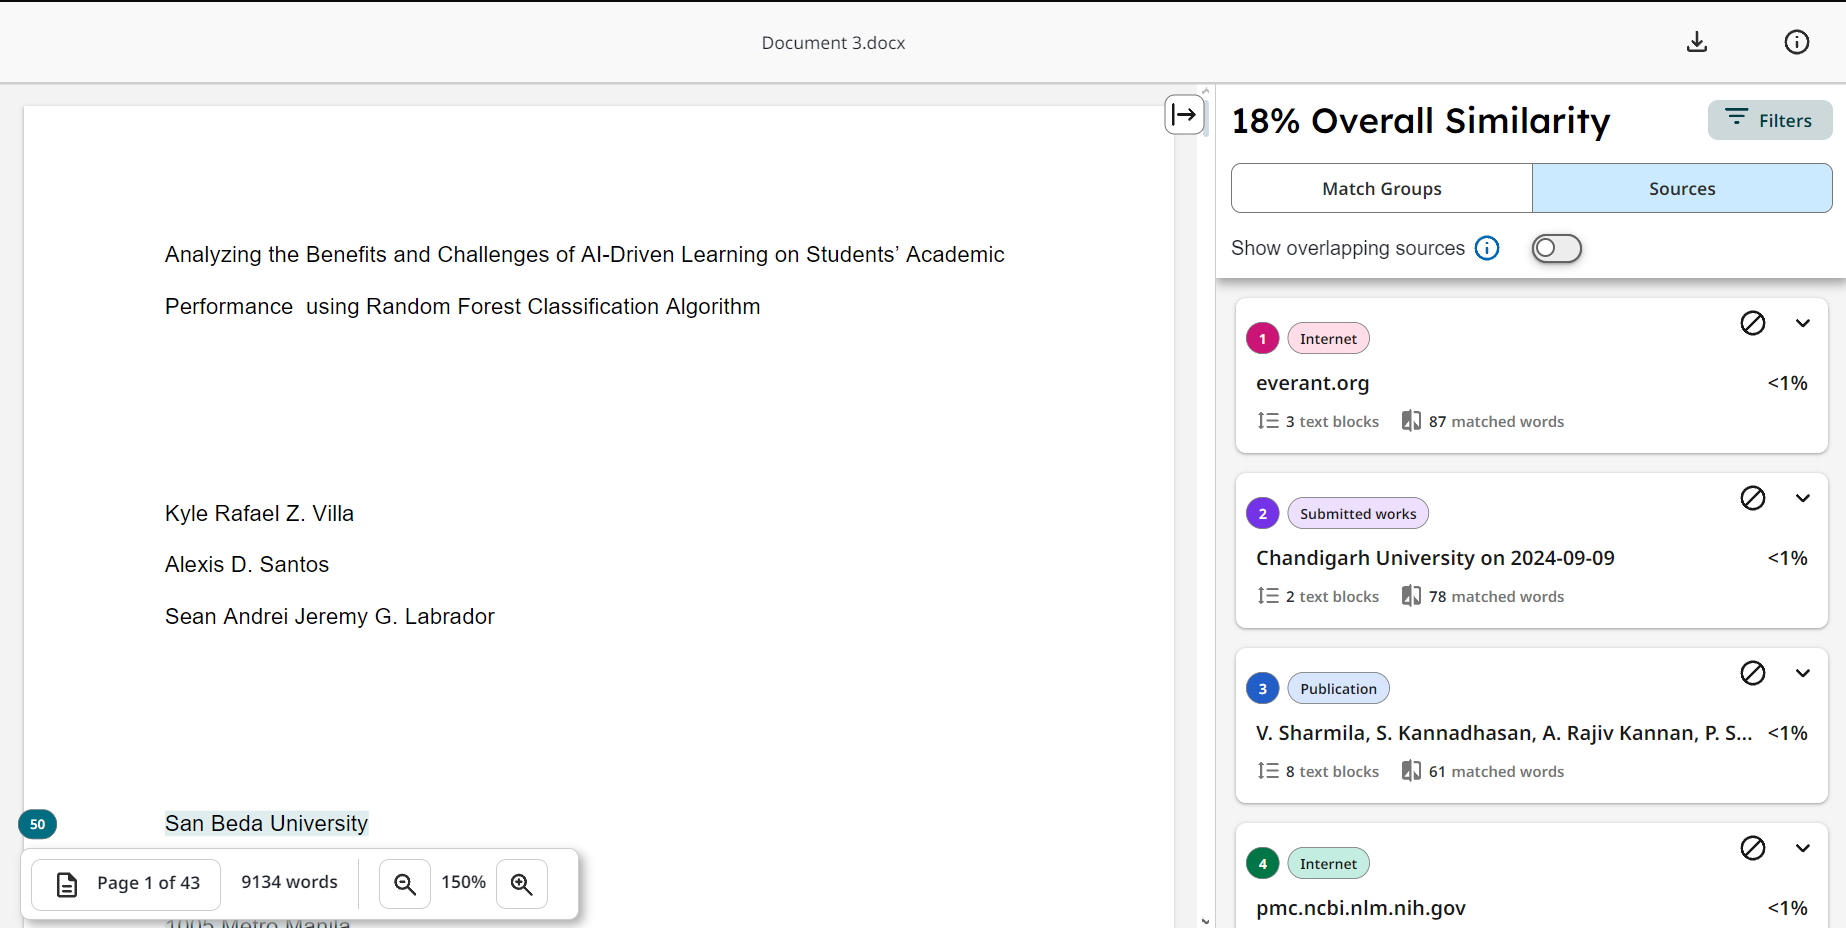 Document 3.docx
Analyzing the Benefits and Challenges of AI-Driven Learning on Students’ Academic
Performance  using Random Forest Classification Algorithm
Kyle Rafael Z. Villa
Alexis D. Santos
Sean Andrei Jeremy G. Labrador
50
San Beda University
1005 Metro Manila
Page 1 of 43
9134 words
150%
18% Overall Similarity
Filters
Match Groups
Sources
Show overlapping sources
1 Internet
everant.org <1%
3 text blocks 87 matched words
2 Submitted works
Chandigarh University on 2024-09-09 <1%
2 text blocks 78 matched words
3 Publication
V. Sharmila, S. Kannadhasan, A. Rajiv Kannan, P. S... <1%
8 text blocks 61 matched words
4 Internet
pmc.ncbi.nlm.nih.gov <1%